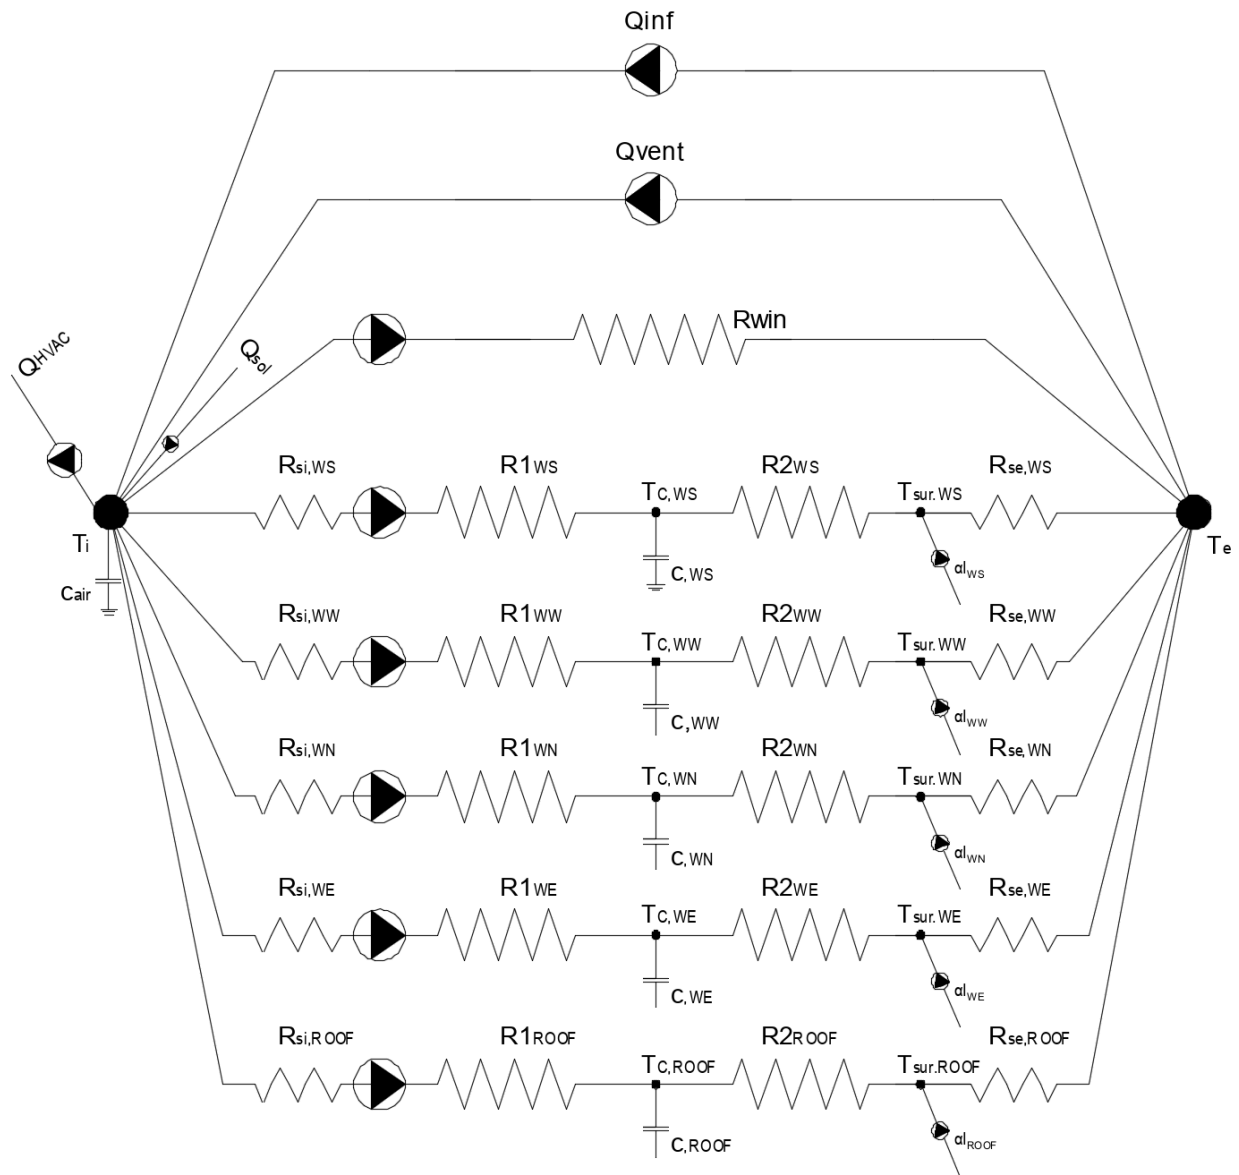 Qinf
Qvent
Rwin
QHVAC
Qsol
Rsi,WS R1WS TC,WS R2WS Tsur.WS Rse,WS
Ti Te
Cair C,WS αIWS
Rsi,WW R1WW TC,WW R2WW Tsur.WW Rse,WW
C,WW αIWW
Rsi,WN R1WN TC,WN R2WN Tsur.WN Rse,WN
C,WN αIWN
Rsi,WE R1WE TC,WE R2WE Tsur.WE Rse,WE
C,WE αIWE
Rsi,ROOF R1ROOF TC,ROOF R2ROOF Tsur.ROOF Rse,ROOF
C,ROOF αIROOF